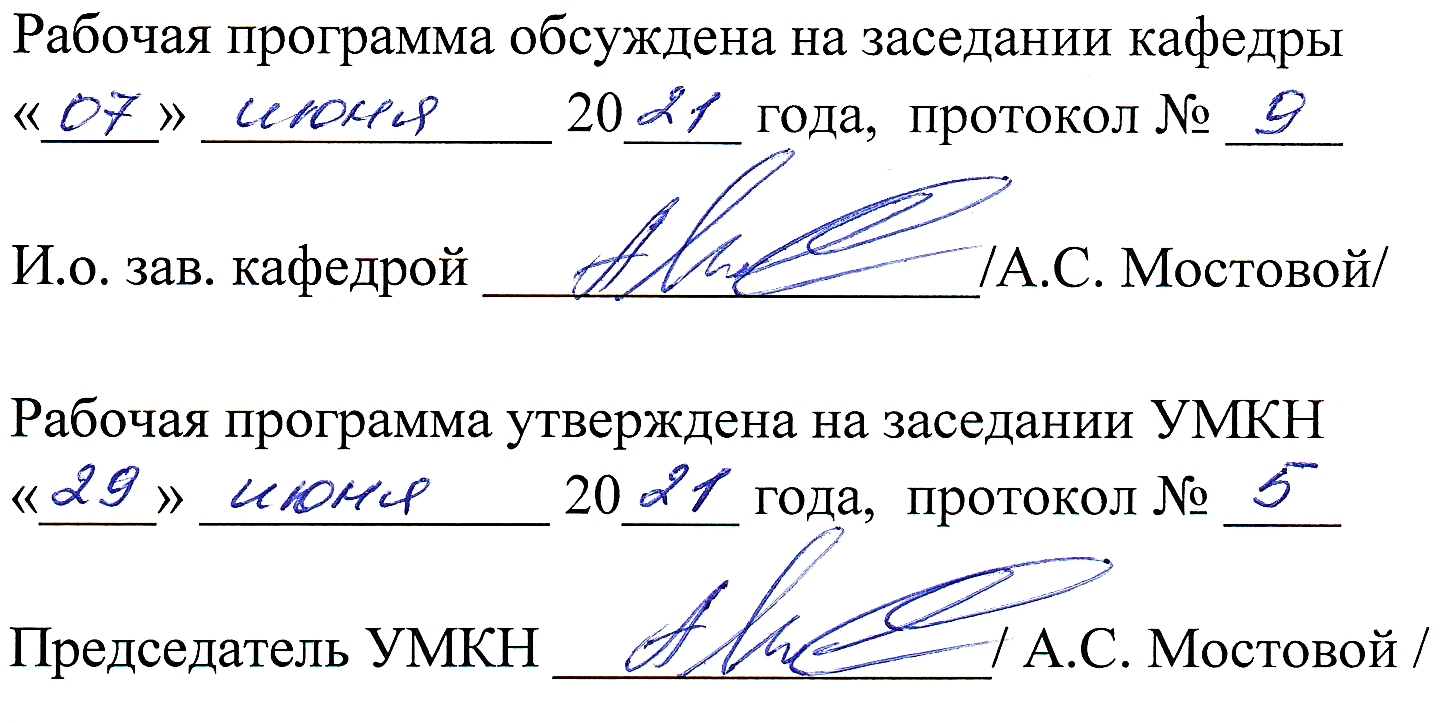 Рабочая программа обсуждена на заседании кафедры
«07» июня 2021 года, протокол № 9
И.о. зав. кафедрой /А.С. Мостовой/
Рабочая программа утверждена на заседании УМКН
«29» июня 2021 года, протокол № 5
Председатель УМКН / А.С. Мостовой /